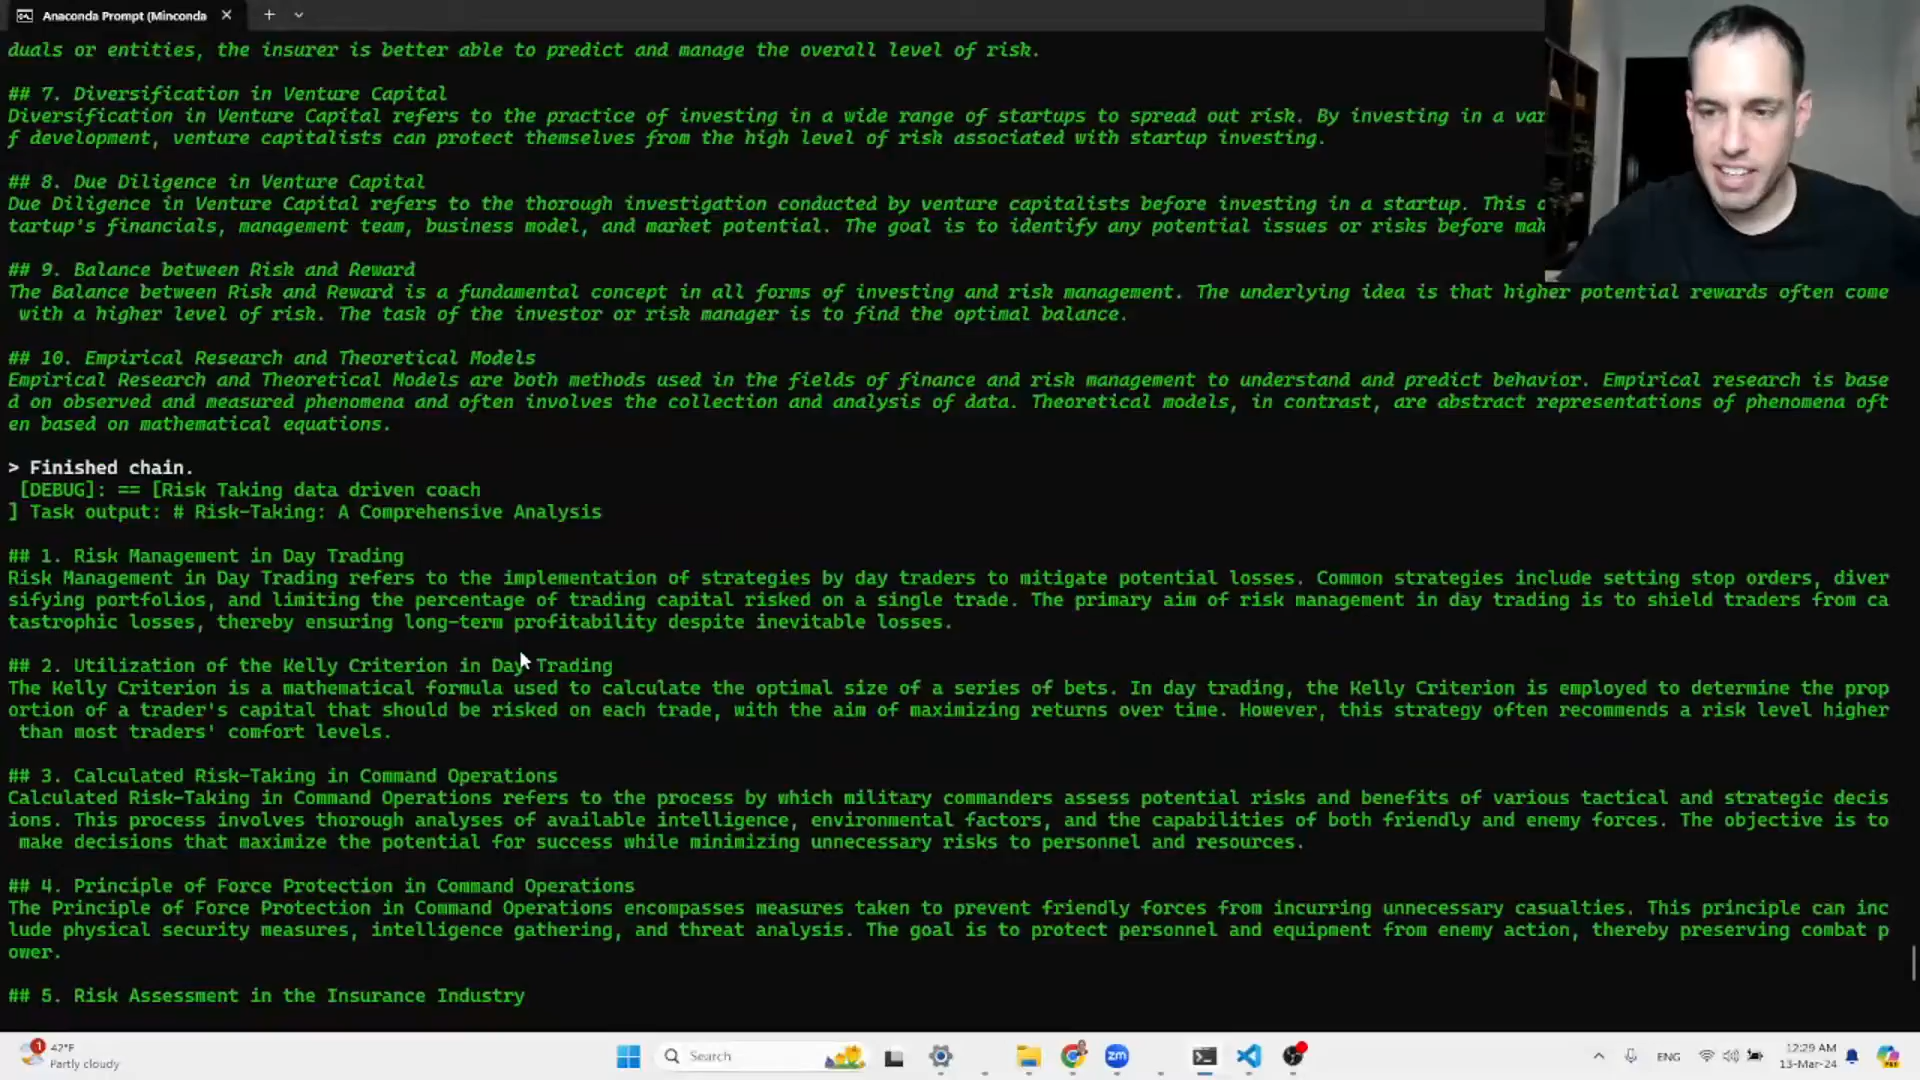 Anaconda Prompt (Minconda
duals or entities, the insurer is better able to predict and manage the overall level of risk.
## 7. Diversification in Venture Capital
Diversification in Venture Capital refers to the practice of investing in a wide range of startups to spread out risk. By investing in a var
f development, venture capitalists can protect themselves from the high level of risk associated with startup investing.
## 8. Due Diligence in Venture Capital
Due Diligence in Venture Capital refers to the thorough investigation conducted by venture capitalists before investing in a startup. This
tartup's financials, management team, business model, and market potential. The goal is to identify any potential issues or risks before mak
## 9. Balance between Risk and Reward
The Balance between Risk and Reward is a fundamental concept in all forms of investing and risk management. The underlying idea is that higher potential rewards often come
with a higher level of risk. The task of the investor or risk manager is to find the optimal balance.
## 10. Empirical Research and Theoretical Models
Empirical Research and Theoretical Models are both methods used in the fields of finance and risk management to understand and predict behavior. Empirical research is base
d on observed and measured phenomena and often involves the collection and analysis of data. Theoretical models, in contrast, are abstract representations of phenomena oft
en based on mathematical equations.
> Finished chain.
[DEBUG]: == [Risk Taking data driven coach
] Task output: # Risk-Taking: A Comprehensive Analysis
## 1. Risk Management in Day Trading
Risk Management in Day Trading refers to the implementation of strategies by day traders to mitigate potential losses. Common strategies include setting stop orders, diver
sifying portfolios, and limiting the percentage of trading capital risked on a single trade. The primary aim of risk management in day trading is to shield traders from ca
tastrophic losses, thereby ensuring long-term profitability despite inevitable losses.
## 2. Utilization of the Kelly Criterion in Day Trading
The Kelly Criterion is a mathematical formula used to calculate the optimal size of a series of bets. In day trading, the Kelly Criterion is employed to determine the prop
ortion of a trader's capital that should be risked on each trade, with the aim of maximizing returns over time. However, this strategy often recommends a risk level higher
than most traders' comfort levels.
## 3. Calculated Risk-Taking in Command Operations
Calculated Risk-Taking in Command Operations refers to the process by which military commanders assess potential risks and benefits of various tactical and strategic decis
ions. This process involves thorough analyses of available intelligence, environmental factors, and the capabilities of both friendly and enemy forces. The objective is to
make decisions that maximize the potential for success while minimizing unnecessary risks to personnel and resources.
## 4. Principle of Force Protection in Command Operations
The Principle of Force Protection in Command Operations encompasses measures taken to prevent friendly forces from incurring unnecessary casualties. This principle can inc
lude physical security measures, intelligence gathering, and threat analysis. The goal is to protect personnel and equipment from enemy action, thereby preserving combat p
ower.
## 5. Risk Assessment in the Insurance Industry
1
42°F
Partly cloudy
Search
zm
ENG
12:29 AM
13-Mar-24